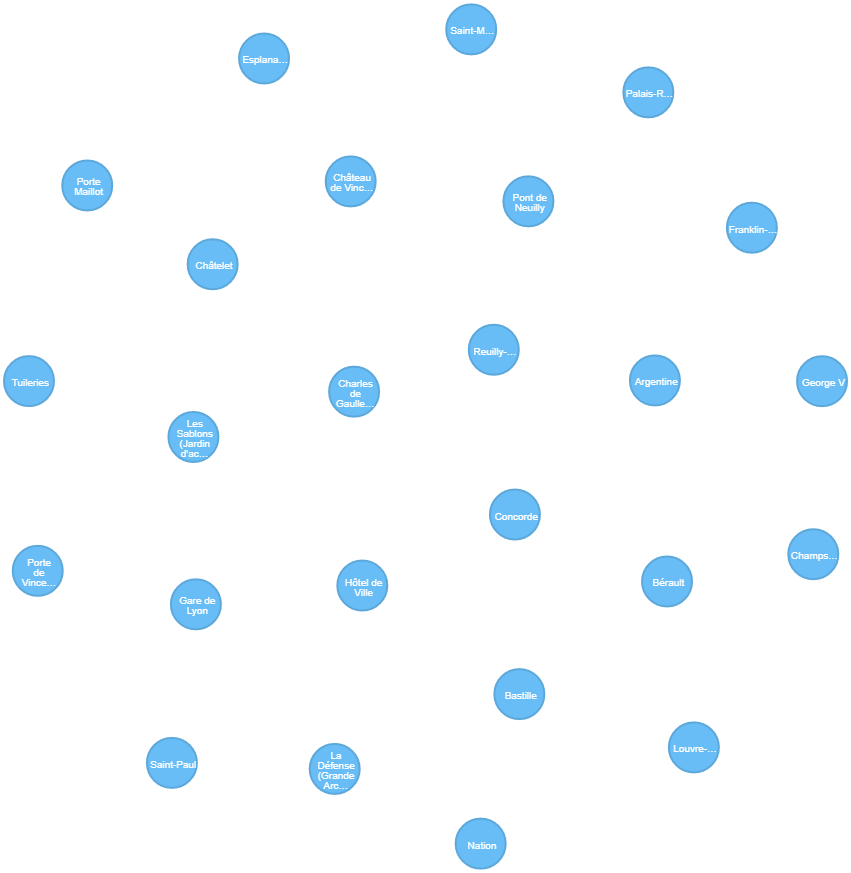 Saint-M...
Esplana...
Palais-R...
Porte
Maillot
Château
de Vinc...
Pont de
Neuilly
Franklin-...
Châtelet
Reuilly-...
Tuileries
Charles
de
Gaulle...
Argentine
George V
Les
Sablons
(Jardin
d'ac...
Concorde
Porte
de
Vince...
Hôtel de
Ville
Bérault
Champs...
Gare de
Lyon
Bastille
Saint-Paul
La
Défense
(Grande
Arc...
Louvre-...
Nation